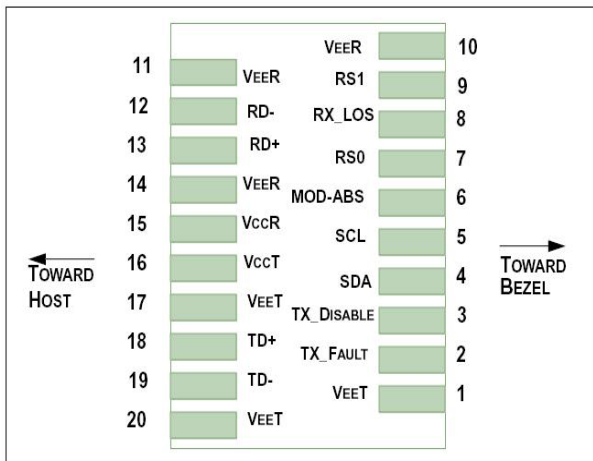 VEER 10
11 VEER
RS1 9
12 RD-
RX_LOS 8
13 RD+
RS0 7
14 VEER
MOD-ABS 6
15 VCCR
SCL 5
16 VCCT
SDA 4
17 VEET
TX_DISABLE 3
18 TD+
TX_FAULT 2
19 TD-
VEET 1
20 VEET
TOWARD
HOST
TOWARD
BEZEL